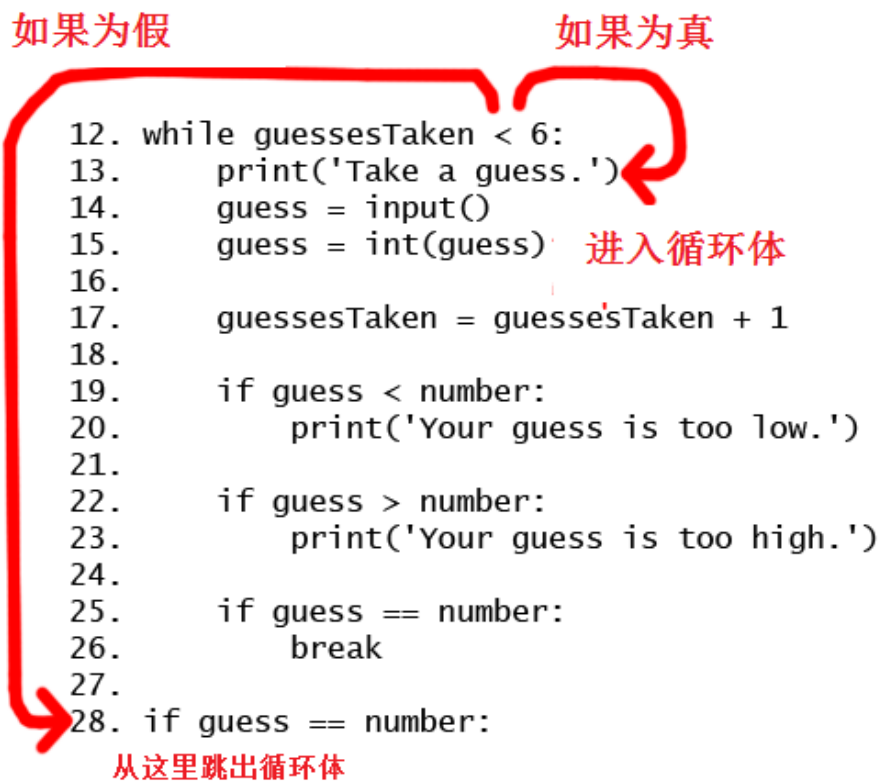 如果为假 如果为真
12. while guessesTaken < 6:
13. print('Take a guess.')
14. guess = input()
15. guess = int(guess) 进入循环体
16.
17. guessesTaken = guessesTaken + 1
18.
19. if guess < number:
20. print('Your guess is too low.')
21.
22. if guess > number:
23. print('Your guess is too high.')
24.
25. if guess == number:
26. break
27.
28. if guess == number:
从这里跳出循环体